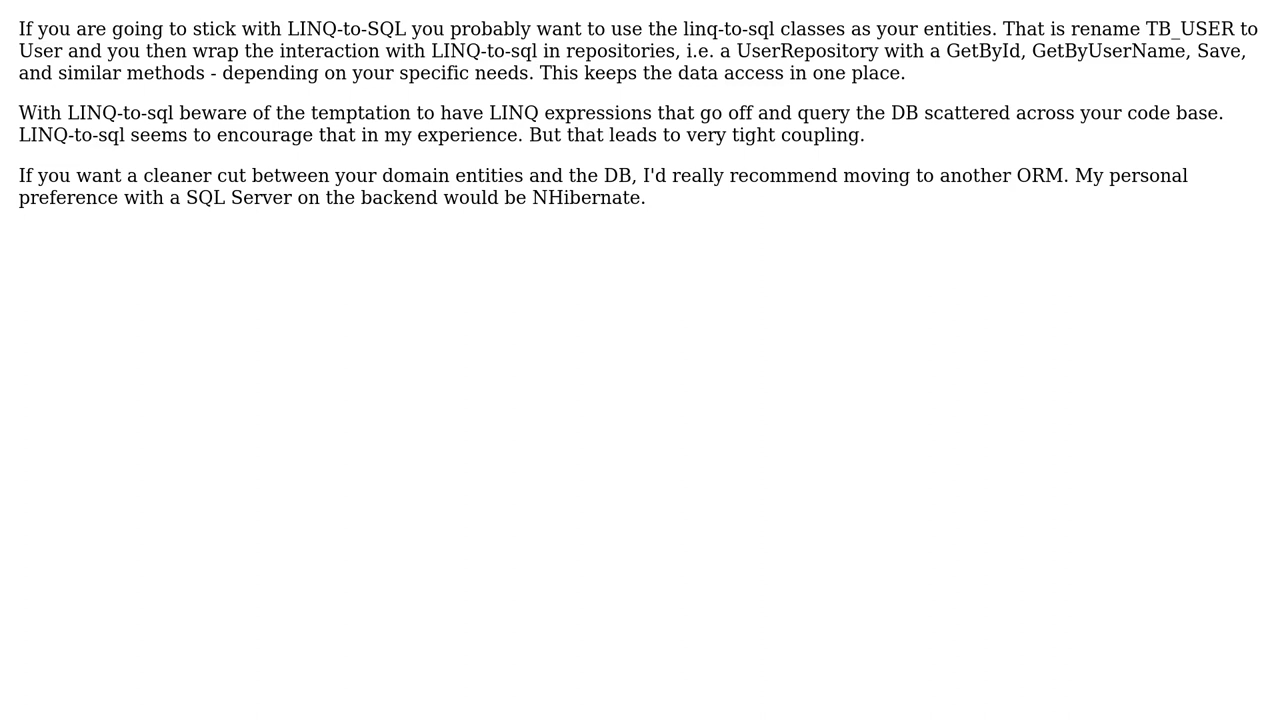 If you are going to stick with LINQ-to-SQL you probably want to use the linq-to-sql classes as your entities. That is rename TB_USER to
User and you then wrap the interaction with LINQ-to-sql in repositories, i.e. a UserRepository with a GetById, GetByUserName, Save,
and similar methods - depending on your specific needs. This keeps the data access in one place.
With LINQ-to-sql beware of the temptation to have LINQ expressions that go off and query the DB scattered across your code base.
LINQ-to-sql seems to encourage that in my experience. But that leads to very tight coupling.
If you want a cleaner cut between your domain entities and the DB, I'd really recommend moving to another ORM. My personal
preference with a SQL Server on the backend would be NHibernate.